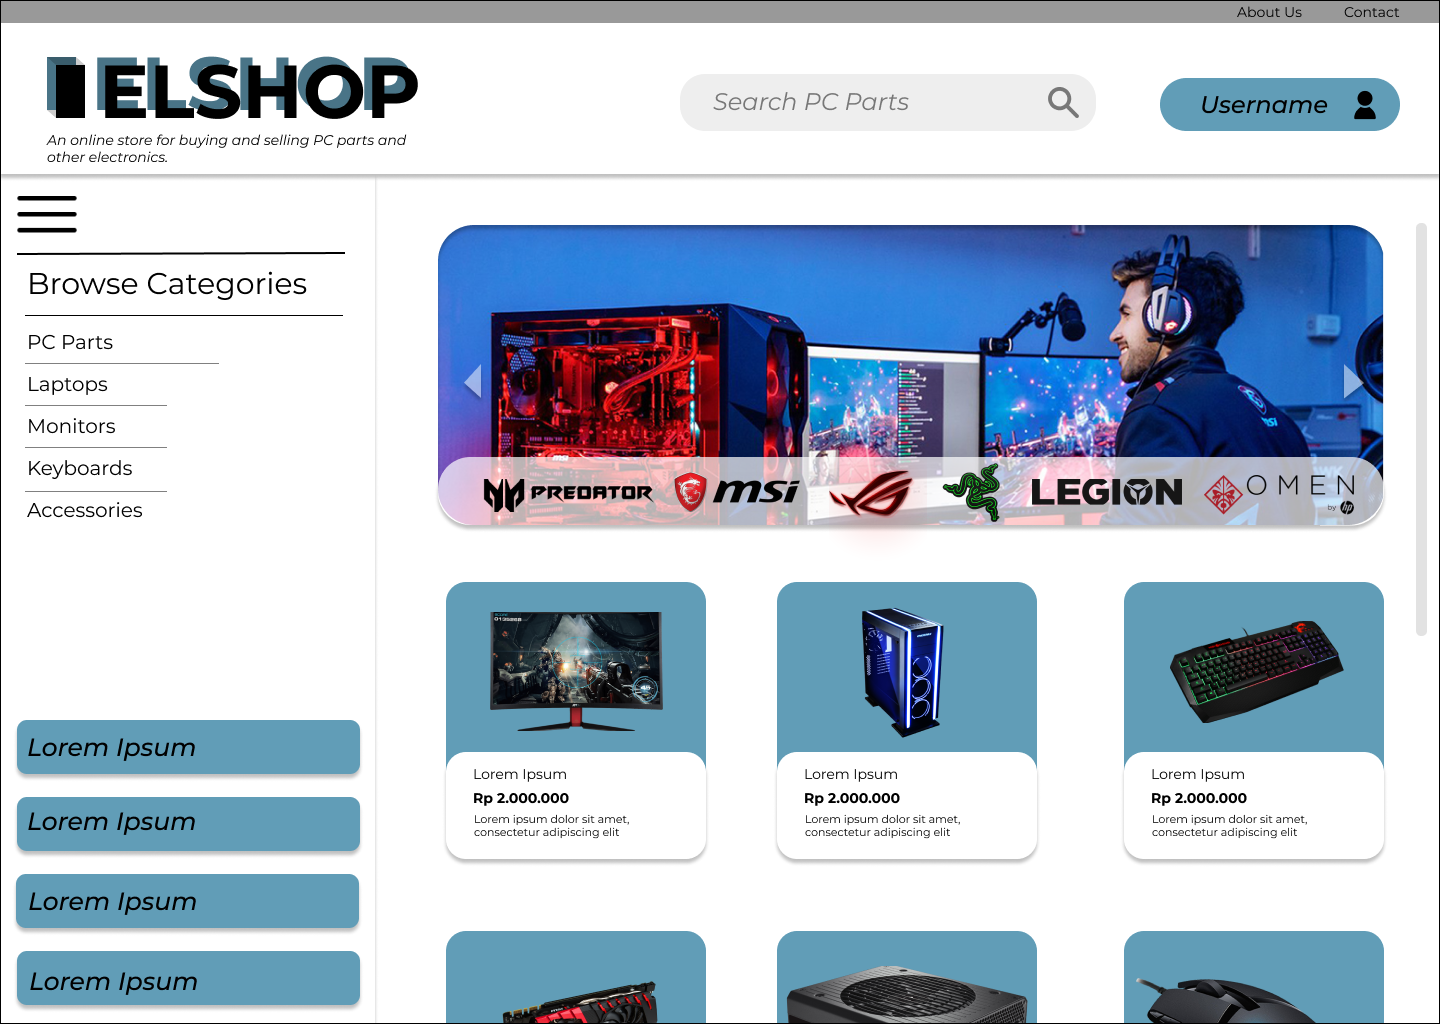 About Us
Contact
ELSHOP
An online store for buying and selling PC parts and
other electronics.
Search PC Parts
Username
Browse Categories
PC Parts
Laptops
Monitors
Keyboards
Accessories
Lorem Ipsum
Lorem Ipsum
Lorem Ipsum
Lorem Ipsum
msi
PREDATOR
msi
LEGION
OMEN
by hp
Lorem Ipsum
Rp 2.000.000
Lorem ipsum dolor sit amet,
consectetur adipiscing elit
Lorem Ipsum
Rp 2.000.000
Lorem ipsum dolor sit amet,
consectetur adipiscing elit
Lorem Ipsum
Rp 2.000.000
Lorem ipsum dolor sit amet,
consectetur adipiscing elit